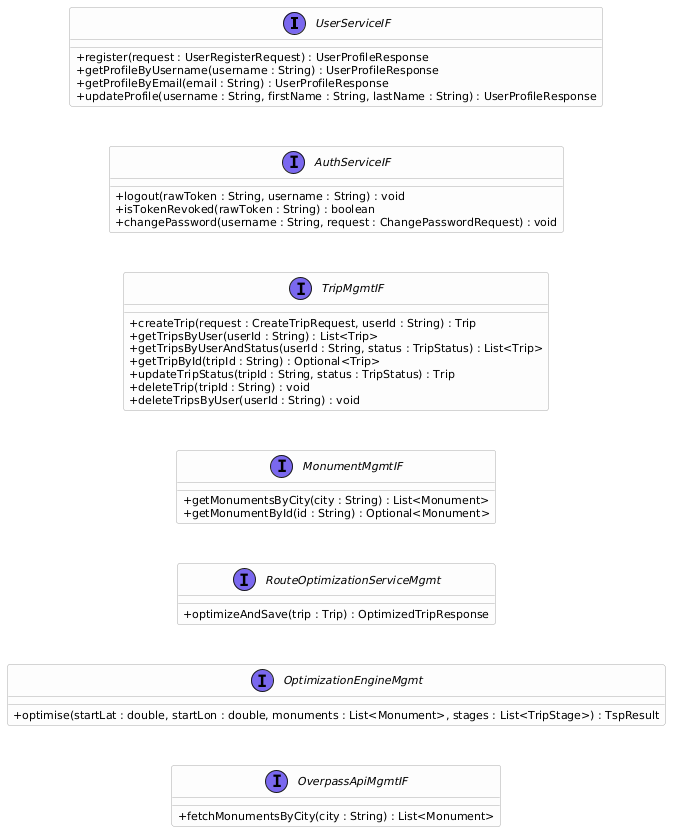 I UserServiceIF
+register(request : UserRegisterRequest) : UserProfileResponse
+getProfileByUsername(username : String) : UserProfileResponse
+getProfileByEmail(email : String) : UserProfileResponse
+updateProfile(username : String, firstName : String, lastName : String) : UserProfileResponse
I AuthServiceIF
+logout(rawToken : String, username : String) : void
+isTokenRevoked(rawToken : String) : boolean
+changePassword(username : String, request : ChangePasswordRequest) : void
I TripMgmtIF
+createTrip(request : CreateTripRequest, userId : String) : Trip
+getTripsByUser(userId : String) : List<Trip>
+getTripsByUserAndStatus(userId : String, status : TripStatus) : List<Trip>
+getTripById(tripId : String) : Optional<Trip>
+updateTripStatus(tripId : String, status : TripStatus) : Trip
+deleteTrip(tripId : String) : void
+deleteTripsByUser(userId : String) : void
I MonumentMgmtIF
+getMonumentsByCity(city : String) : List<Monument>
+getMonumentById(id : String) : Optional<Monument>
I RouteOptimizationServiceMgmt
+optimizeAndSave(trip : Trip) : OptimizedTripResponse
I OptimizationEngineMgmt
+optimise(startLat : double, startLon : double, monuments : List<Monument>, stages : List<TripStage>) : TspResult
I OverpassApiMgmtIF
+fetchMonumentsByCity(city : String) : List<Monument>